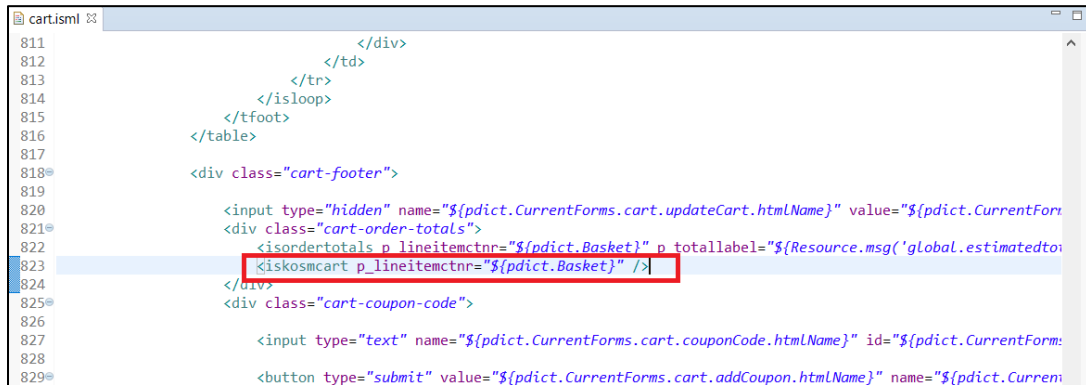 cart.isml
811 </div>
812 </td>
813 </tr>
814 </isloop>
815 </tfoot>
816 </table>
817
818 <div class="cart-footer">
819
820 <input type="hidden" name="${pdict.CurrentForms.cart.updateCart.htmlName}" value="${pdict.CurrentForm
821 <div class="cart-order-totals">
822 <isordertotals p_lineitemctnr="${pdict.Basket}" p_totallabel="${Resource.msg('global.estimatedtot
823 <iskosmcart p_lineitemctnr="${pdict.Basket}" />
824 </div>
825 <div class="cart-coupon-code">
826
827 <input type="text" name="${pdict.CurrentForms.cart.couponCode.htmlName}" id="${pdict.CurrentForms
828
829 <button type="submit" value="${pdict.CurrentForms.cart.addCoupon.htmlName}" name="${pdict.Current